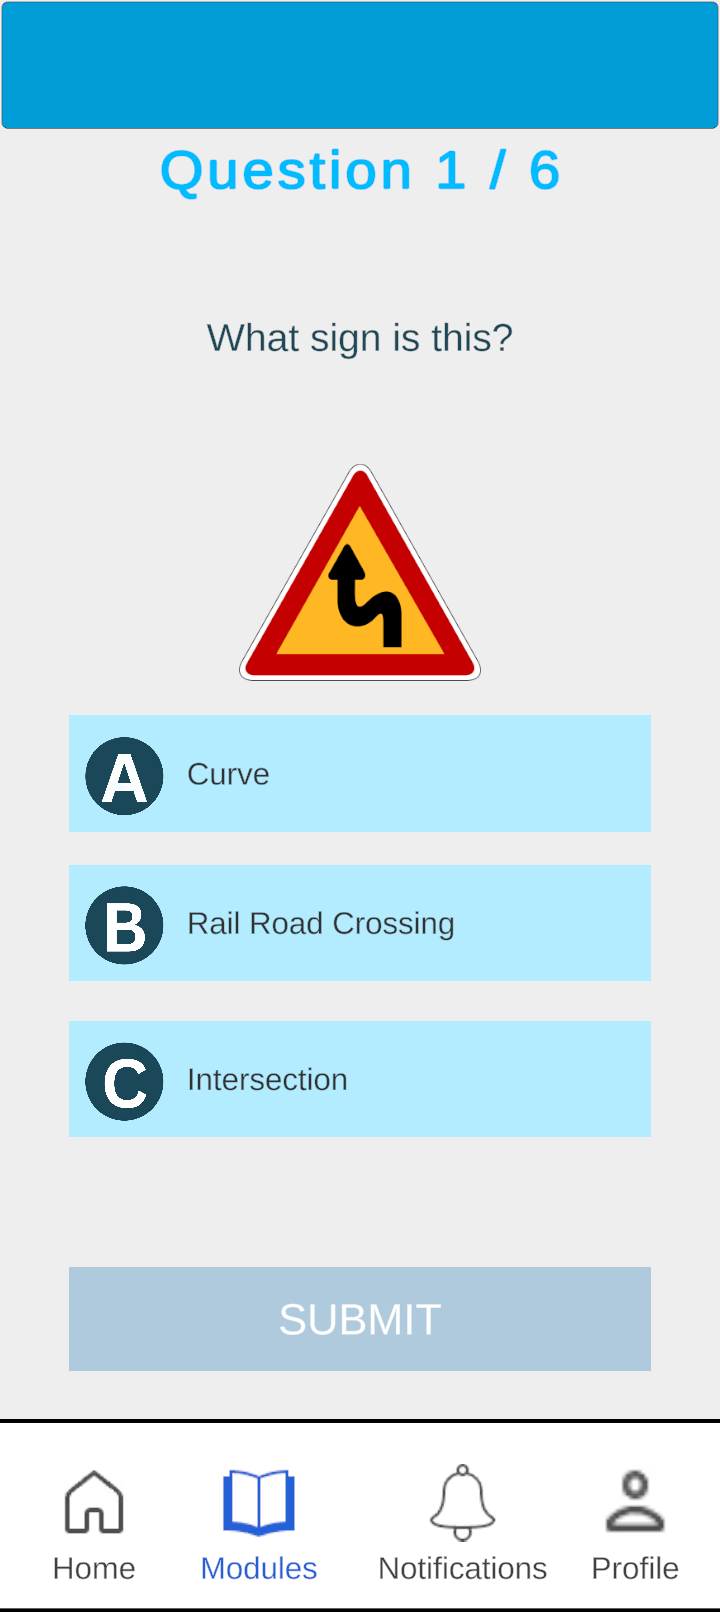 Question 1 / 6
What sign is this?
A Curve
B Rail Road Crossing
C Intersection
SUBMIT
Home Modules Notifications Profile